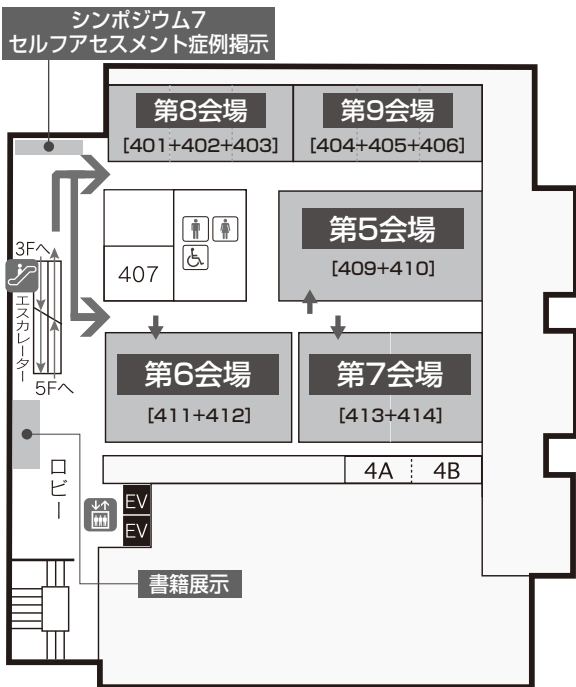 シンポジウム7
セルフアセスメント症例掲示
第8会場
[401+402+403]
第9会場
[404+405+406]
第5会場
[409+410]
407
3Fへ
エスカレーター
5Fへ
第6会場
[411+412]
第7会場
[413+414]
4A
4B
ロビー
EV
EV
書籍展示